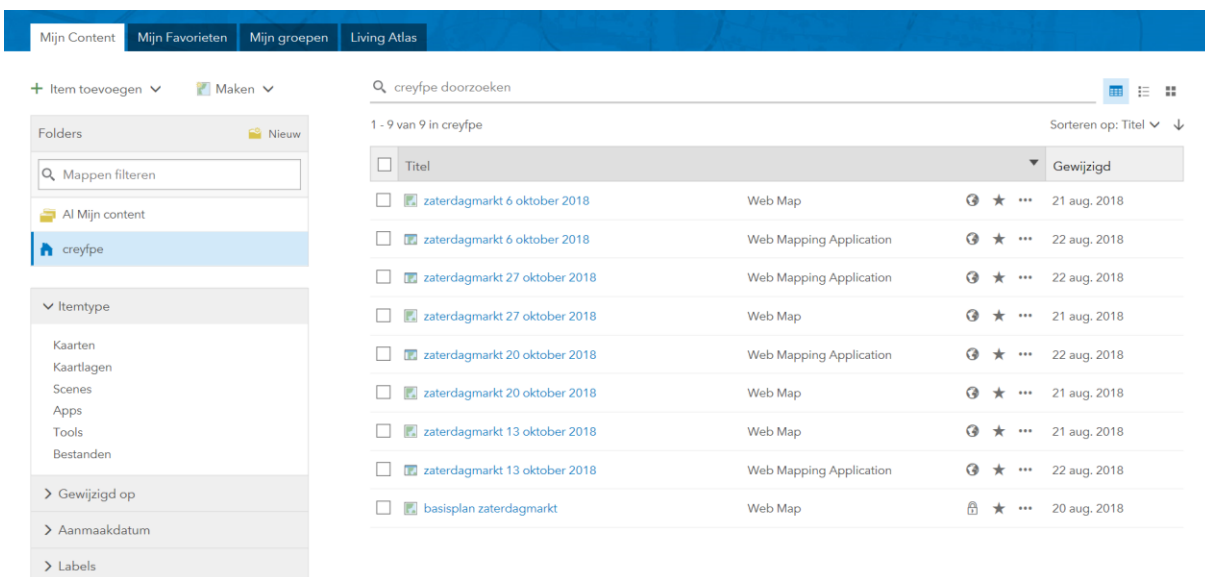 Mijn Content Mijn Favorieten Mijn groepen Living Atlas
Item toevoegen Maken
creyfpe doorzoeken
Folders Nieuw
1 - 9 van 9 in creyfpe Sorteren op: Titel
Mappen filteren
Titel Gewijzigd
Al Mijn content
creyfpe
zaterdagmarkt 6 oktober 2018 Web Map 21 aug. 2018
zaterdagmarkt 6 oktober 2018 Web Mapping Application 22 aug. 2018
zaterdagmarkt 27 oktober 2018 Web Mapping Application 22 aug. 2018
zaterdagmarkt 27 oktober 2018 Web Map 21 aug. 2018
zaterdagmarkt 20 oktober 2018 Web Mapping Application 22 aug. 2018
zaterdagmarkt 20 oktober 2018 Web Map 21 aug. 2018
zaterdagmarkt 13 oktober 2018 Web Map 21 aug. 2018
zaterdagmarkt 13 oktober 2018 Web Mapping Application 22 aug. 2018
basisplan zaterdagmarkt Web Map 20 aug. 2018
Itemtype
Kaarten
Kaartlagen
Scenes
Apps
Tools
Bestanden
Gewijzigd op
Aanmaakdatum
Labels